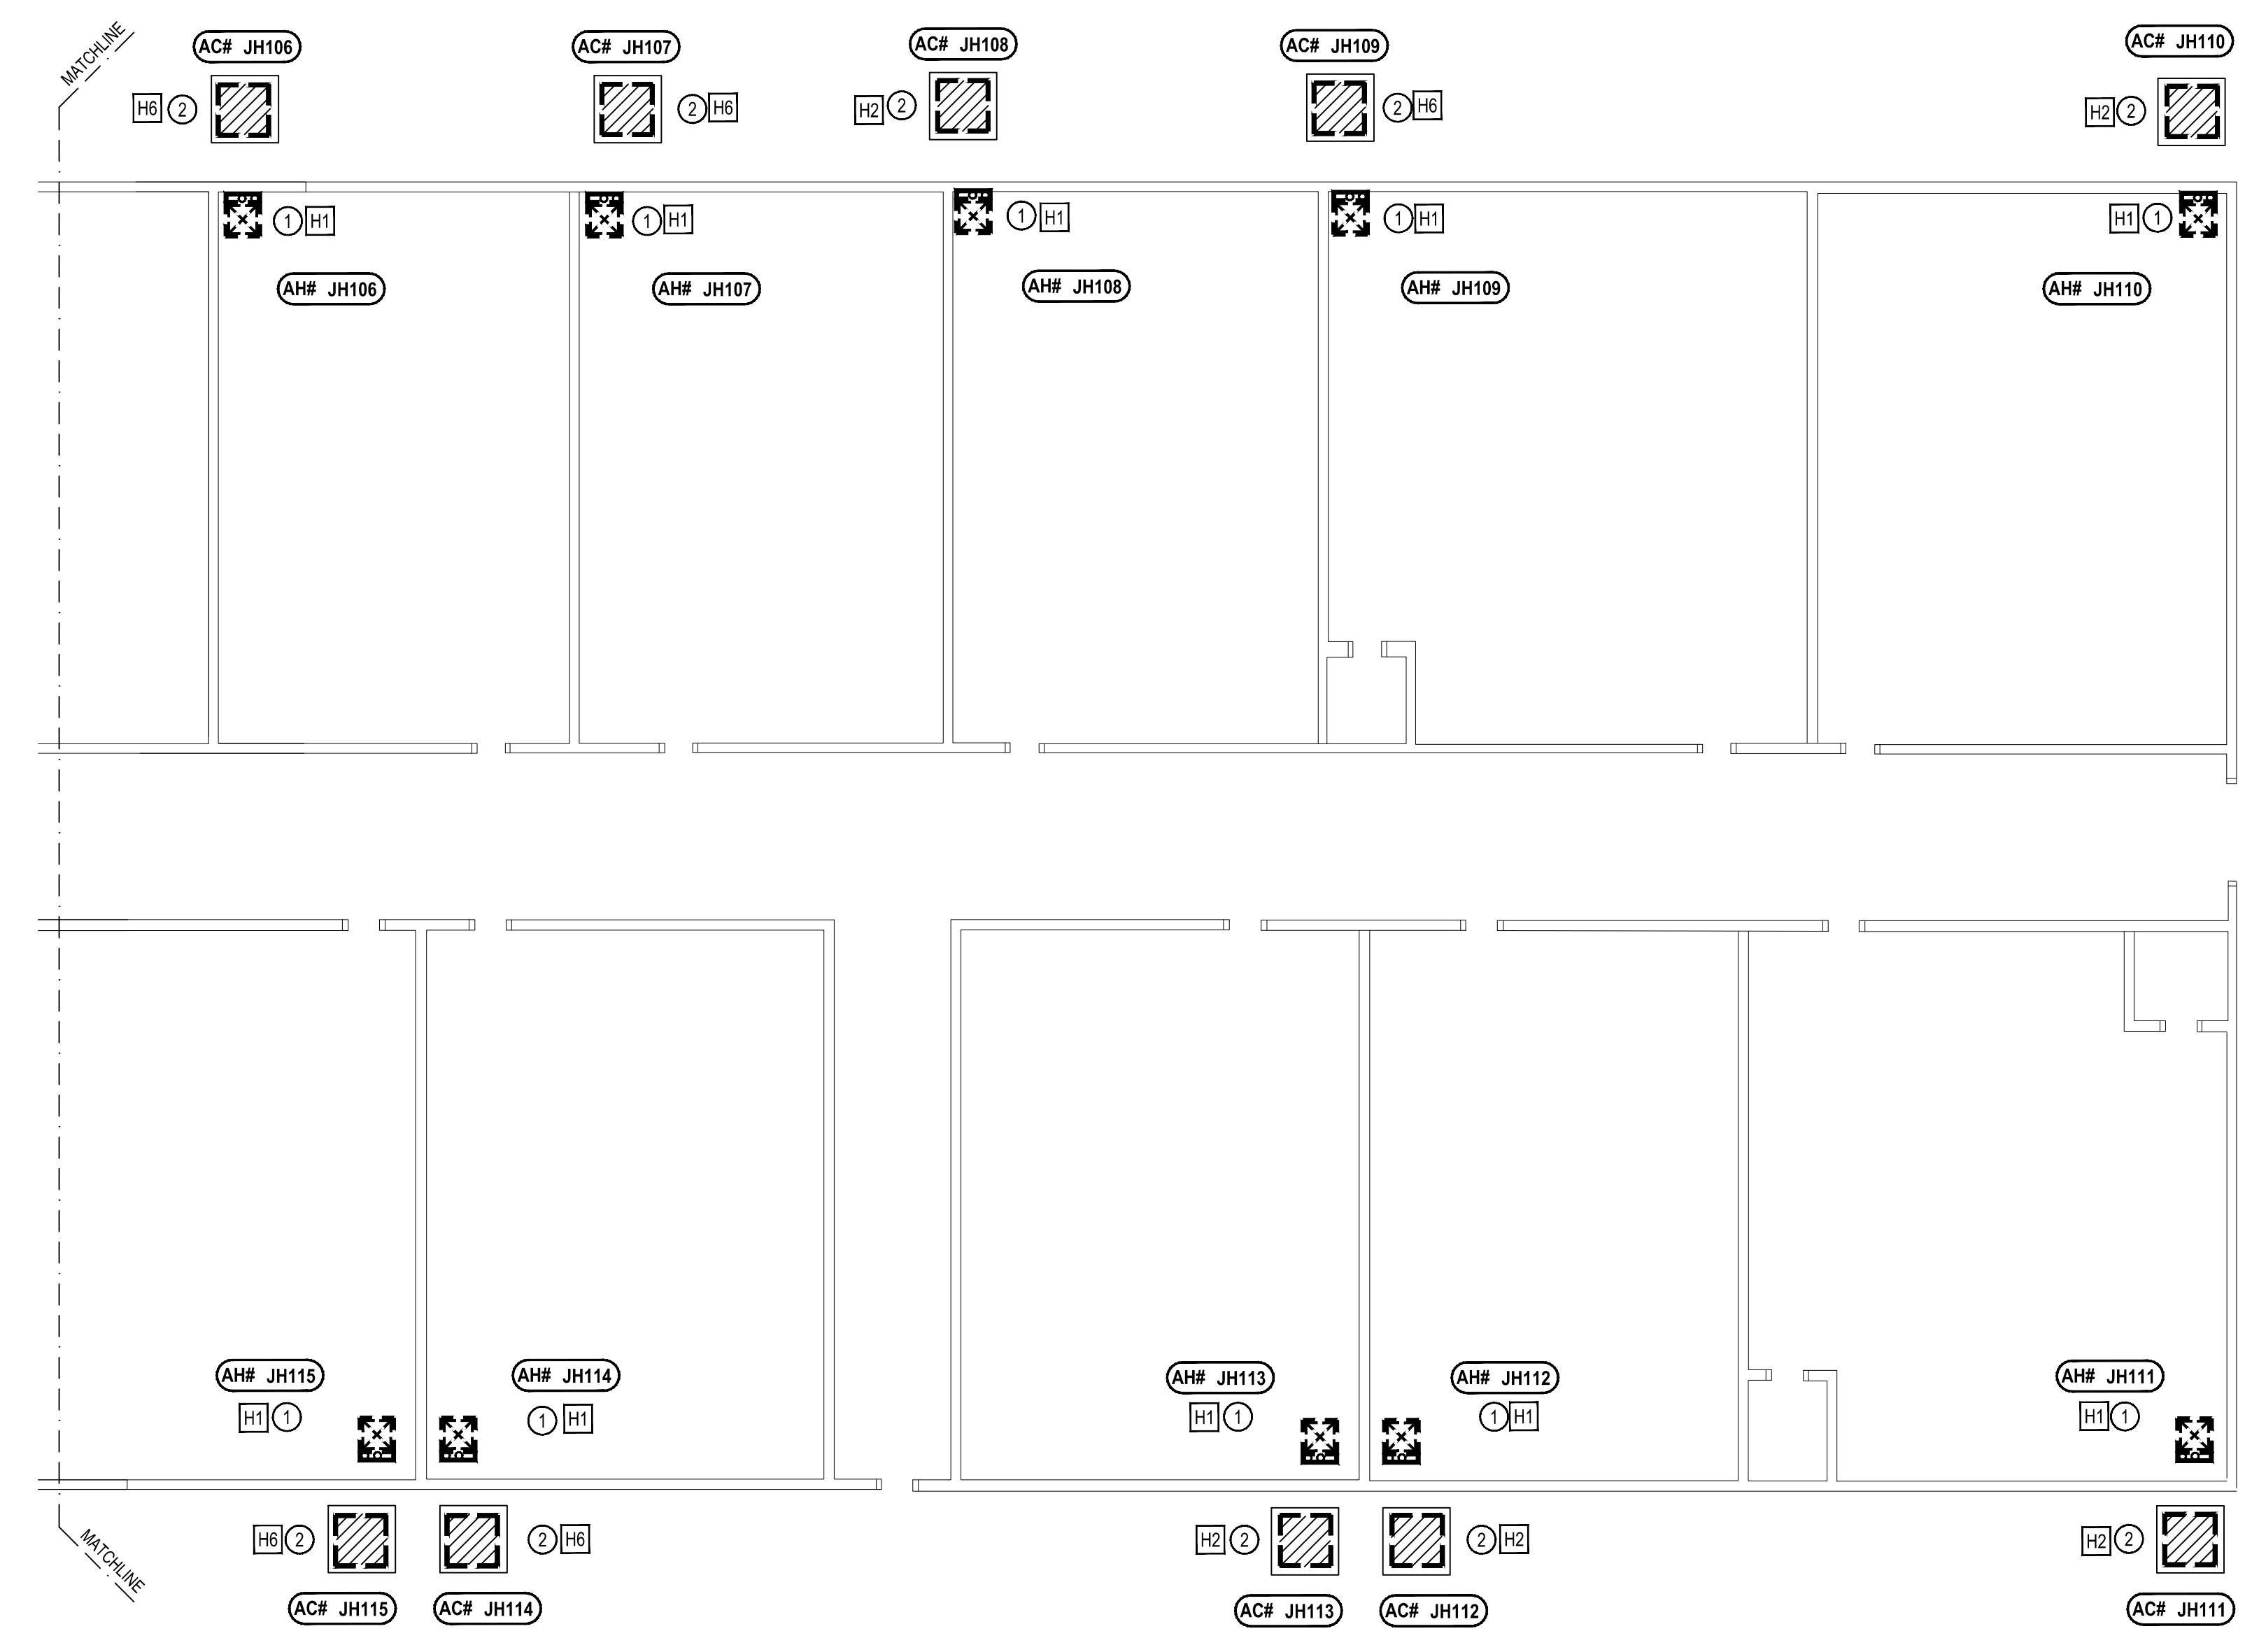 MATCHLINE
AC# JH106
AC# JH107
AC# JH108
AC# JH109
AC# JH110
H6 2
2 H6
H2 2
2 H6
H2 2
1 H1
1 H1
1 H1
1 H1
H1 1
AH# JH106
AH# JH107
AH# JH108
AH# JH109
AH# JH110
AH# JH115
AH# JH114
AH# JH113
AH# JH112
AH# JH111
H1 1
1 H1
H1 1
1 H1
H1 1
H6 2
2 H6
H2 2
2 H2
H2 2
MATCHLINE
AC# JH115
AC# JH114
AC# JH113
AC# JH112
AC# JH111